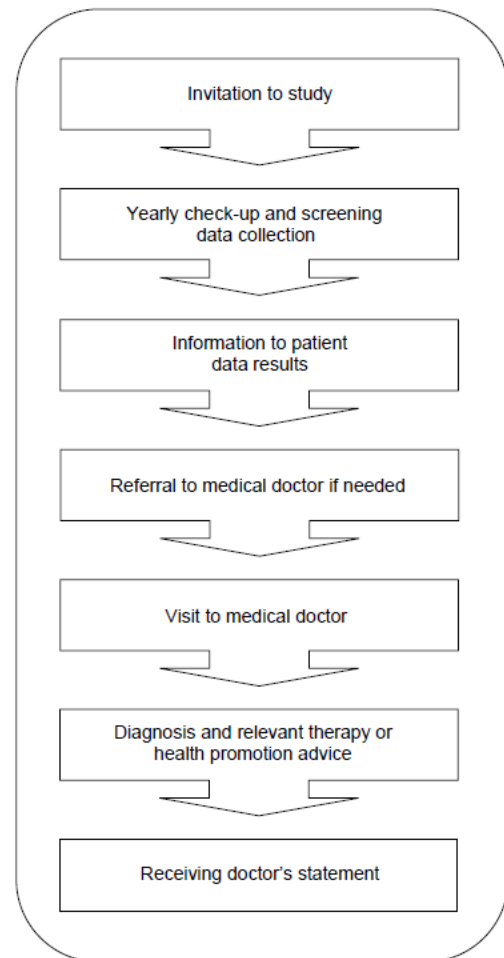 Invitation to study
Yearly check-up and screening
data collection
Information to patient
data results
Referral to medical doctor if needed
Visit to medical doctor
Diagnosis and relevant therapy or
health promotion advice
Receiving doctor's statement